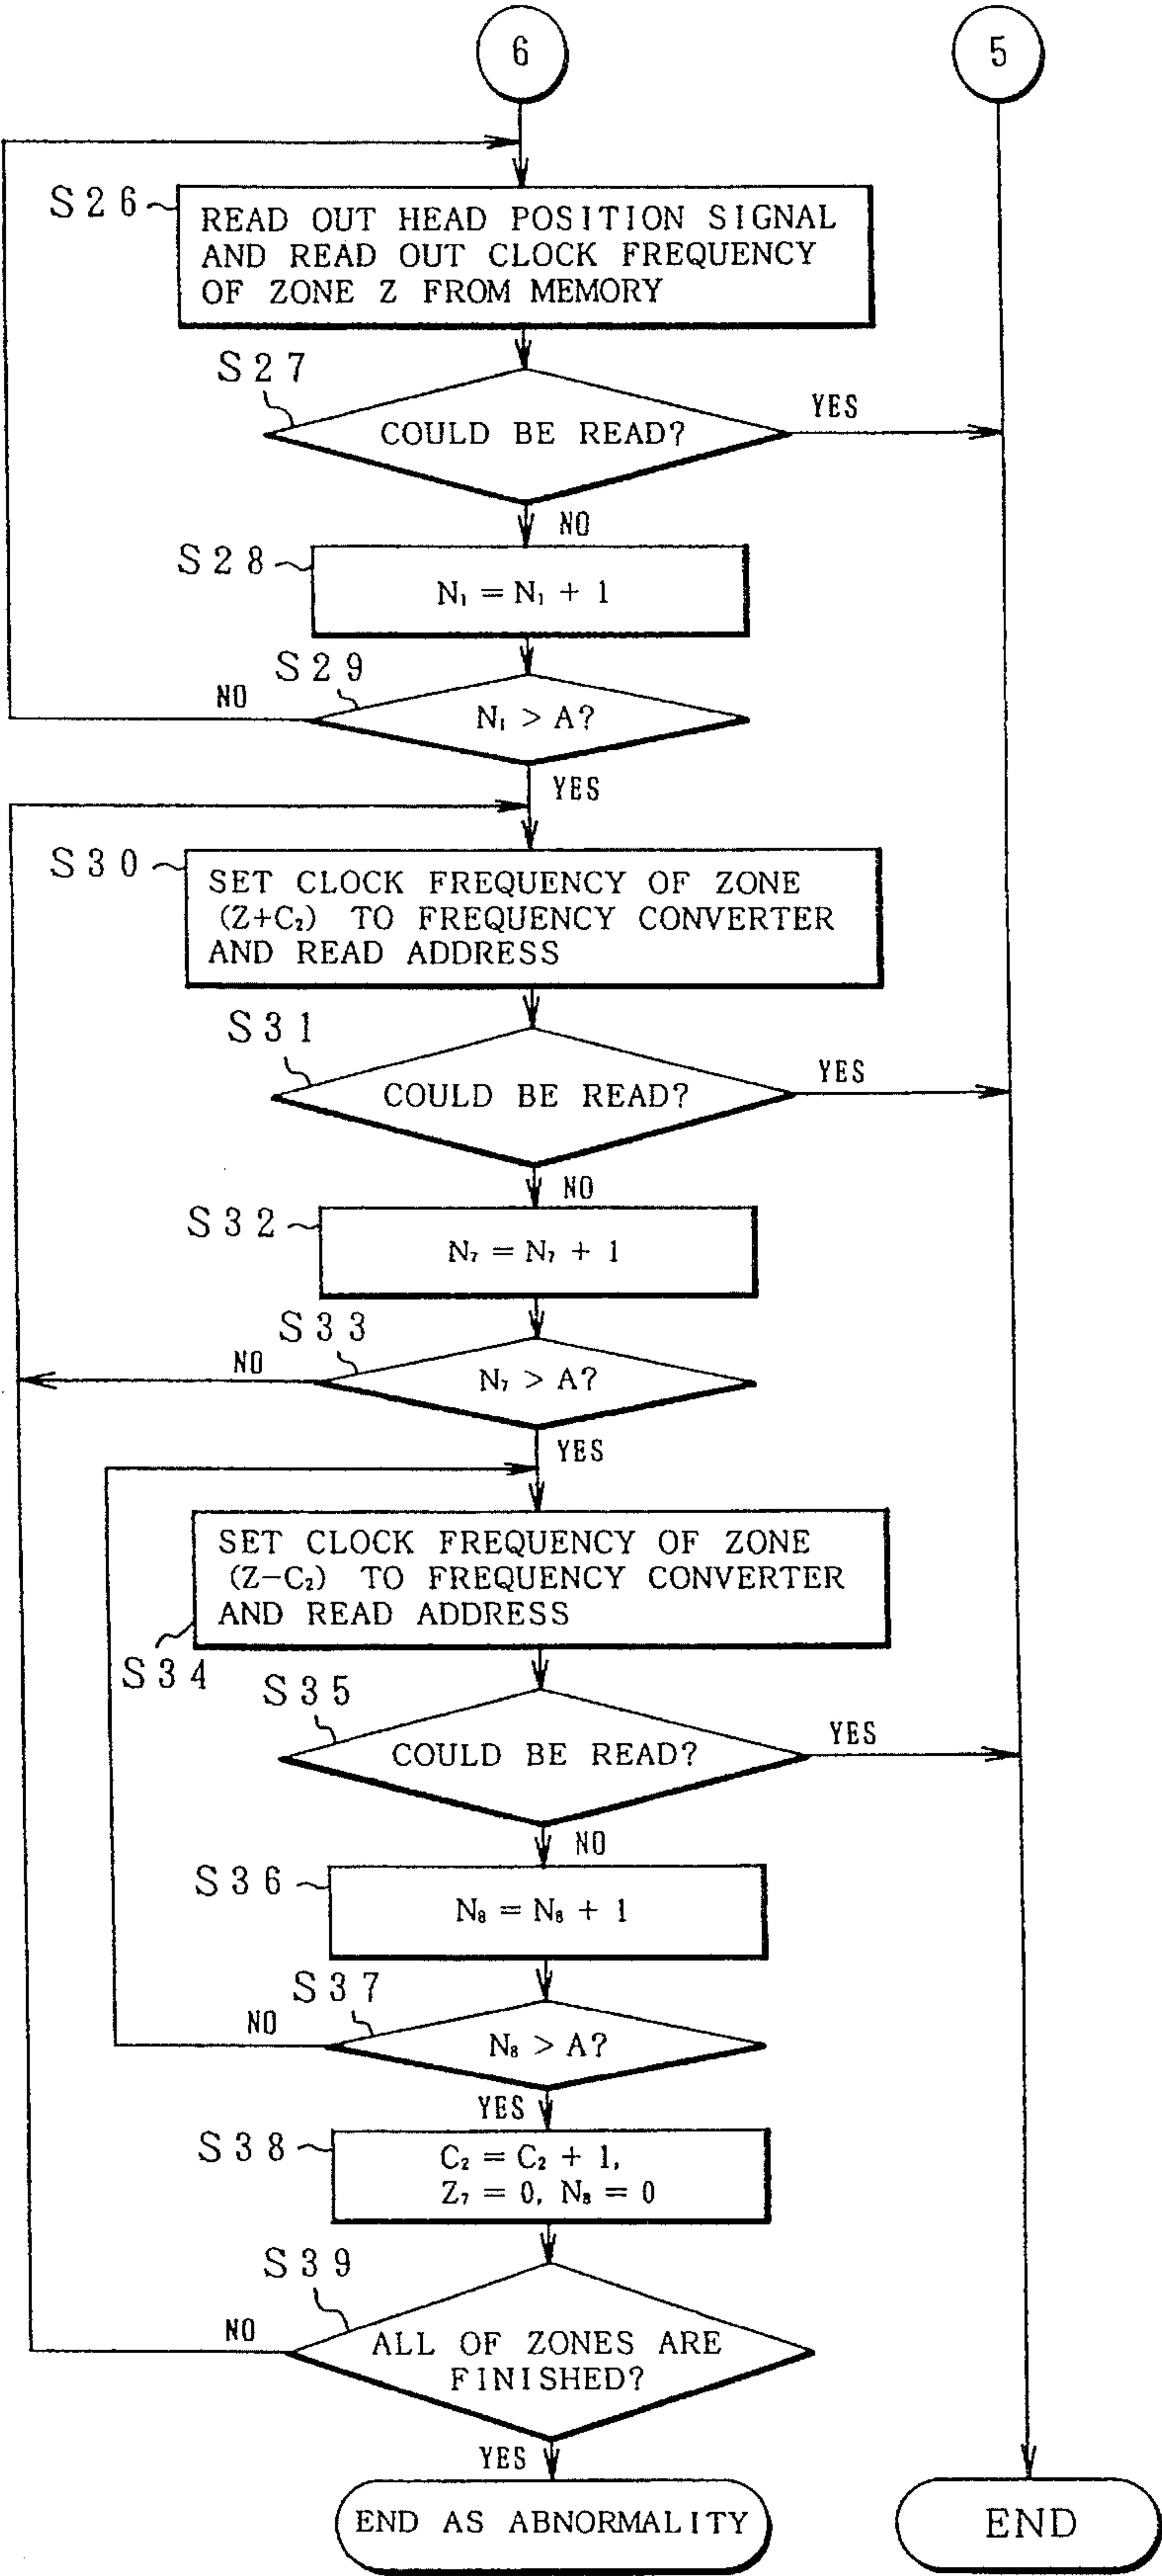 6
5
S26
READ OUT HEAD POSITION SIGNAL
AND READ OUT CLOCK FREQUENCY
OF ZONE Z FROM MEMORY
S27
COULD BE READ?
YES
NO
S28
N₁ = N₁ + 1
S29
NO
N₁ > A?
YES
S30
SET CLOCK FREQUENCY OF ZONE
(Z+C₂) TO FREQUENCY CONVERTER
AND READ ADDRESS
S31
COULD BE READ?
YES
NO
S32
N₇ = N₇ + 1
S33
NO
N₇ > A?
YES
SET CLOCK FREQUENCY OF ZONE
(Z−C₂) TO FREQUENCY CONVERTER
AND READ ADDRESS
S34
S35
COULD BE READ?
YES
NO
S36
N₈ = N₈ + 1
S37
NO
N₈ > A?
YES
S38
C₂ = C₂ + 1,
Z₇ = 0, N₈ = 0
S39
NO
ALL OF ZONES ARE
FINISHED?
YES
END AS ABNORMALITY
END